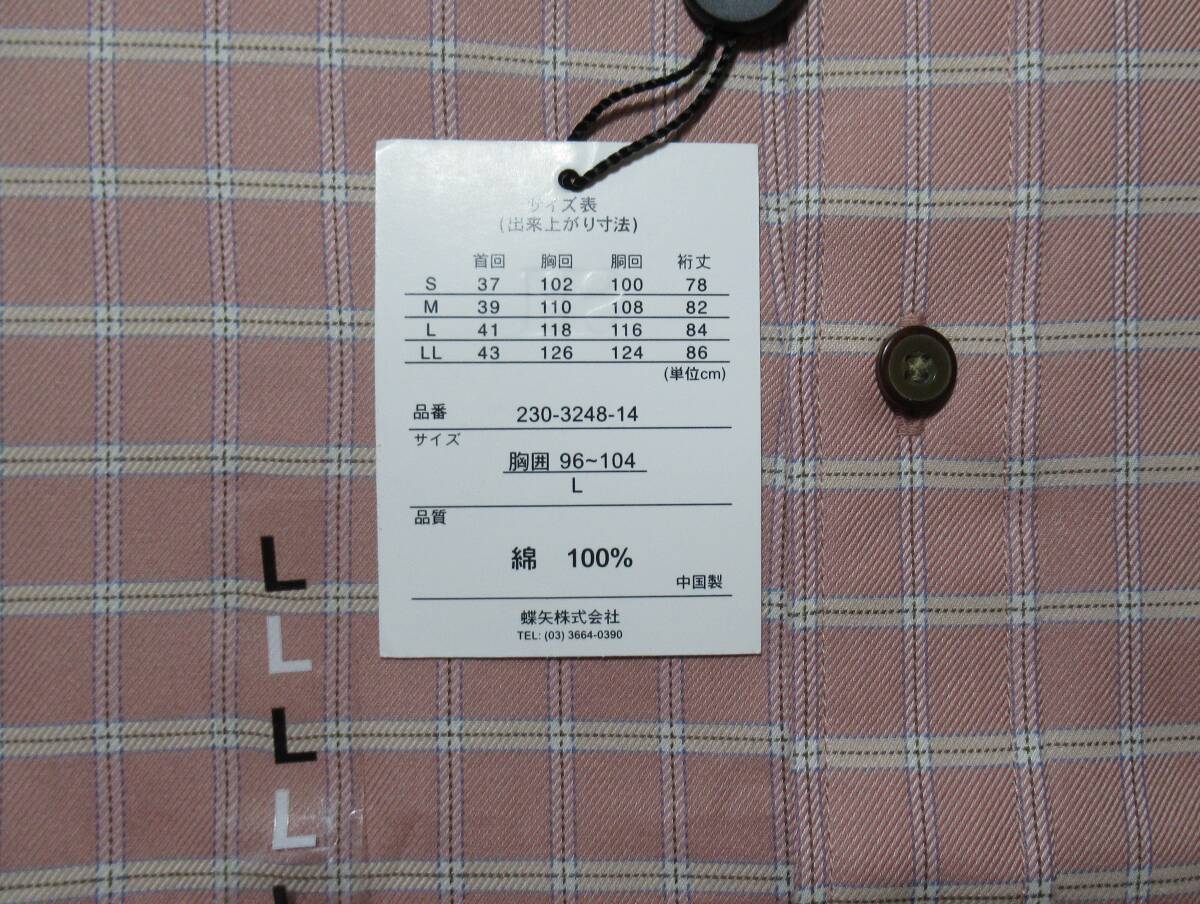 サイズ表
(出来上がり寸法)
首回 胸回 胴回 裄丈
S 37 102 100 78
M 39 110 108 82
L 41 118 116 84
LL 43 126 124 86
(単位cm)
品番 230-3248-14
サイズ
胸囲 96~104
L
品質
綿 100%
中国製
蝶矢株式会社
TEL: (03) 3664-0390
L
L
L
L